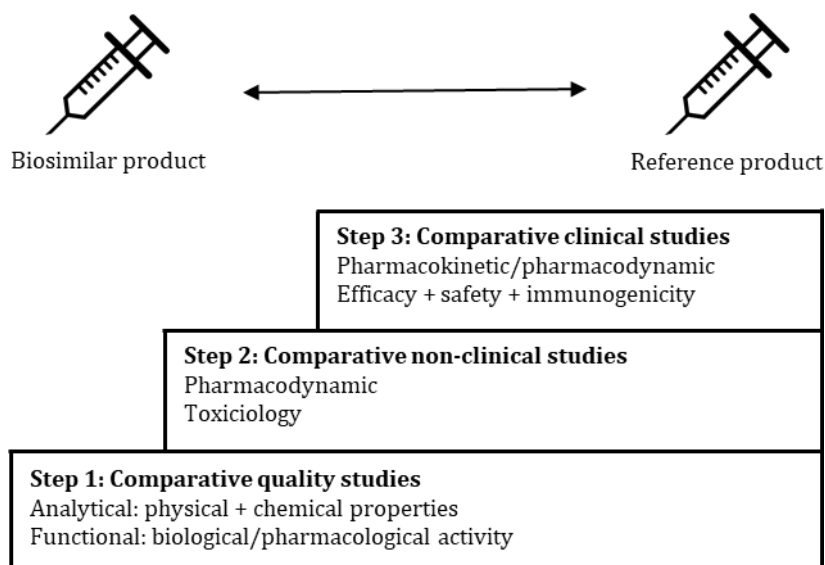 Biosimilar product
Reference product
Step 3: Comparative clinical studies
Pharmacokinetic/pharmacodynamic
Efficacy + safety + immunogenicity
Step 2: Comparative non-clinical studies
Pharmacodynamic
Toxiciology
Step 1: Comparative quality studies
Analytical: physical + chemical properties
Functional: biological/pharmacological activity